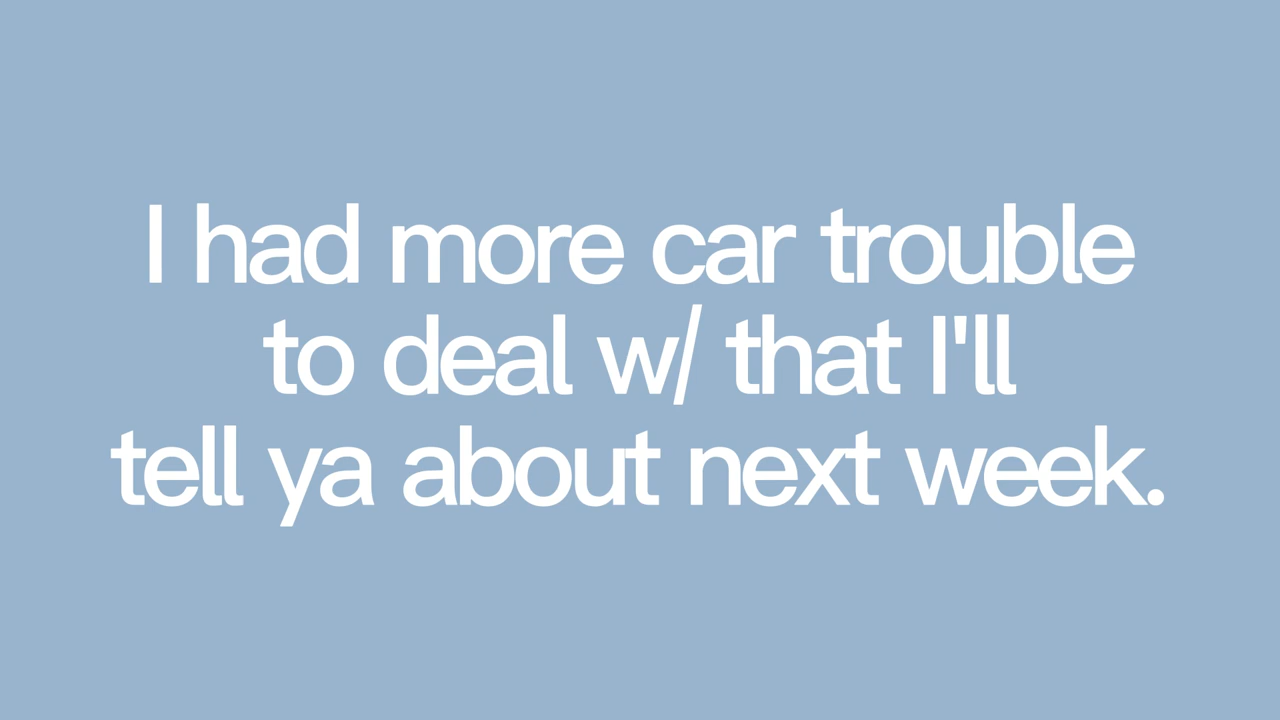 I had more car trouble
to deal w/ that I'll
tell ya about next week.